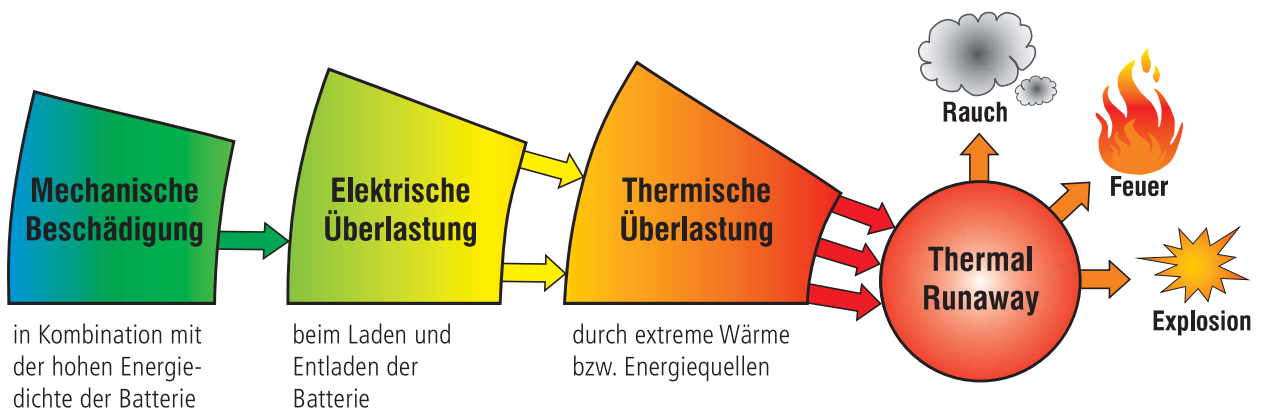 Mechanische
Beschädigung
in Kombination mit
der hohen Energie-
dichte der Batterie
Elektrische
Überlastung
beim Laden und
Entladen der
Batterie
Thermische
Überlastung
durch extreme Wärme
bzw. Energiequellen
Thermal
Runaway
Rauch
Feuer
Explosion